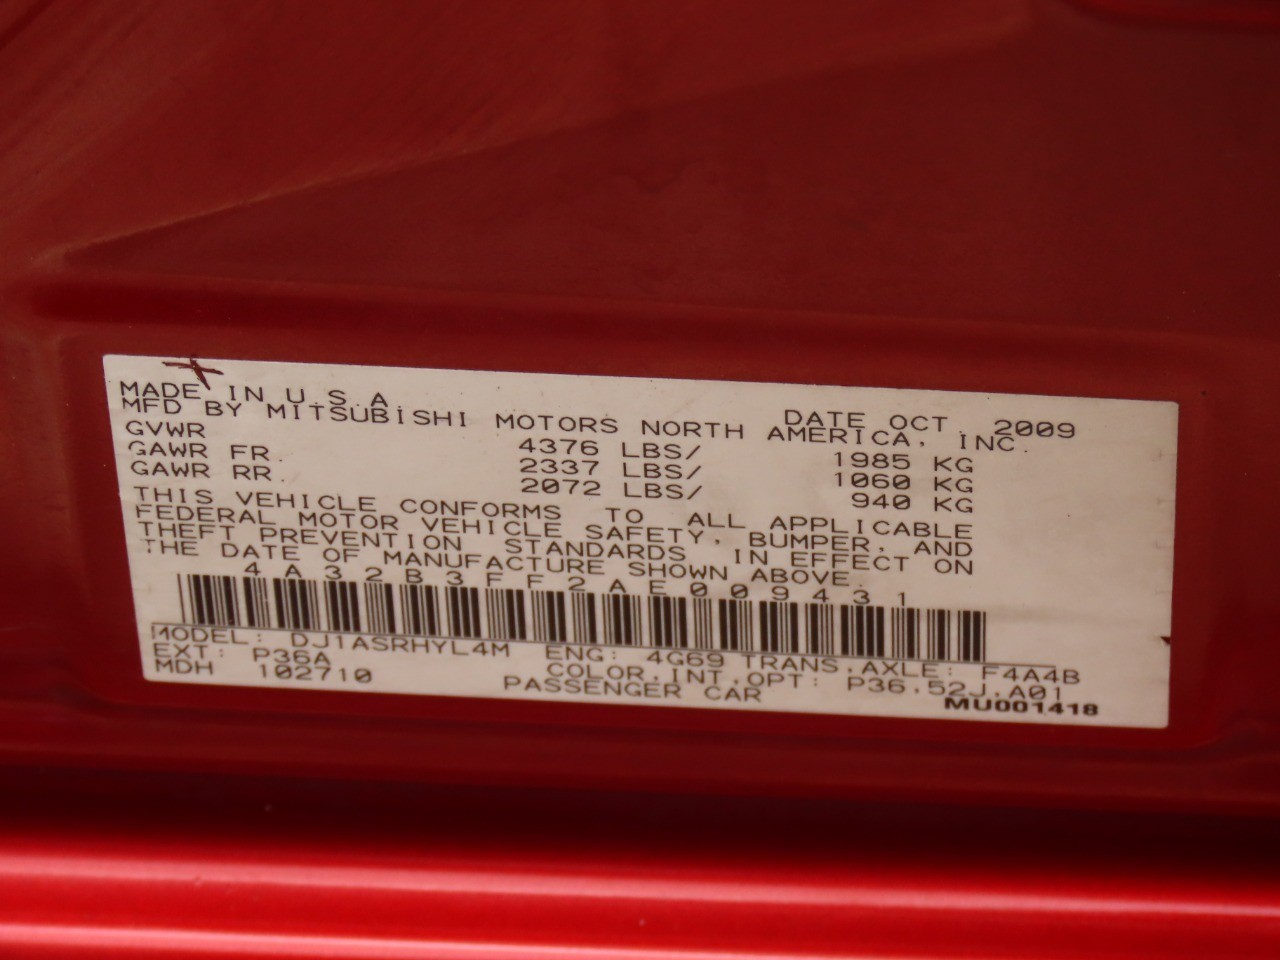 MADE IN U.S.A. DATE OCT. 2009
MFD BY MITSUBISHI MOTORS NORTH AMERICA, INC.
GVWR 4376 LBS/ 1985 KG
GAWR FR. 2337 LBS/ 1060 KG
GAWR RR. 2072 LBS/ 940 KG
THIS VEHICLE CONFORMS TO ALL APPLICABLE
FEDERAL MOTOR VEHICLE SAFETY, BUMPER, AND
THEFT PREVENTION STANDARDS IN EFFECT ON
THE DATE OF MANUFACTURE SHOWN ABOVE.
4A32B3FF2AE009431
MODEL: DJ1ASRHYL4M ENG: 4G69 TRANS.AXLE: F4A4B
EXT: P36A COLOR.INT.OPT: P36.52J.A01
MDH 102710 PASSENGER CAR
MU001418